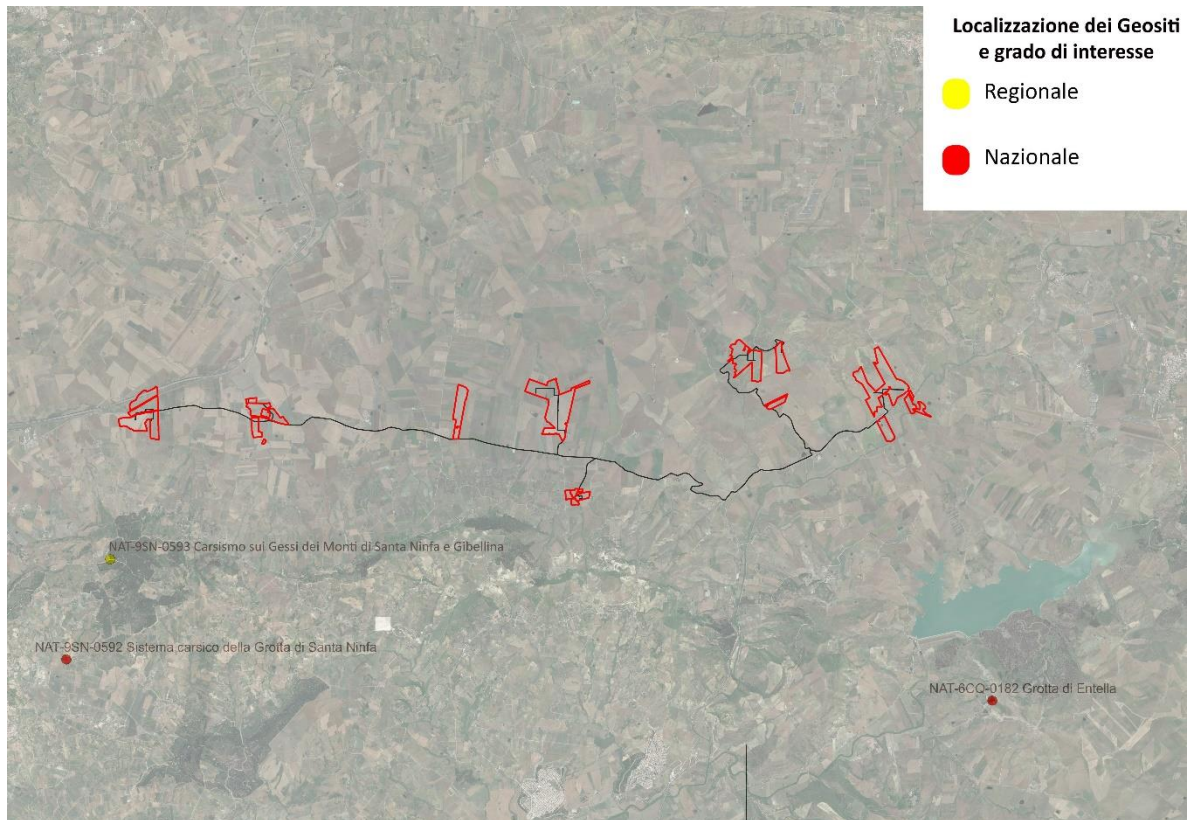 Localizzazione dei Geositi
e grado di interesse
Regionale
Nazionale
NAT-9SN-0593 Carsismo sui Gessi dei Monti di Santa Ninfa e Gibellina
NAT-9SN-0592 Sistema carsico della Grotta di Santa Ninfa
NAT-6CQ-0182 Grotta di Entella